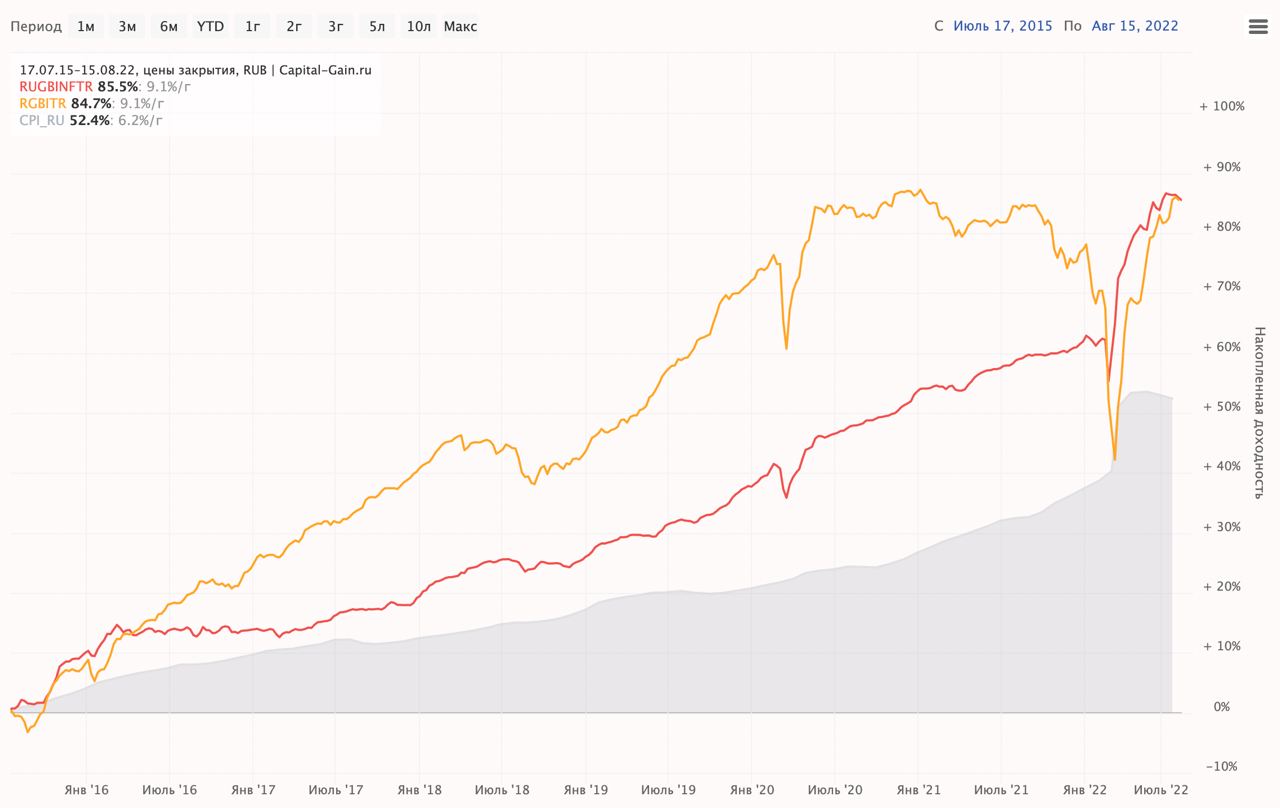 Период 1м 3м 6м YTD 1г 2г 3г 5л 10л Макс С Июль 17, 2015 По Авг 15, 2022
17.07.15-15.08.22, цены закрытия, RUB | Capital-Gain.ru
RUGBINFTR 85.5%: 9.1%/г
RGBITR 84.7%: 9.1%/г
CPI_RU 52.4%: 6.2%/г
+ 100%
+ 90%
+ 80%
+ 70%
+ 60%
+ 50%
+ 40%
+ 30%
+ 20%
+ 10%
0%
-10%
Накопленная доходность
Янв '16 Июль '16 Янв '17 Июль '17 Янв '18 Июль '18 Янв '19 Июль '19 Янв '20 Июль '20 Янв '21 Июль '21 Янв '22 Июль '22